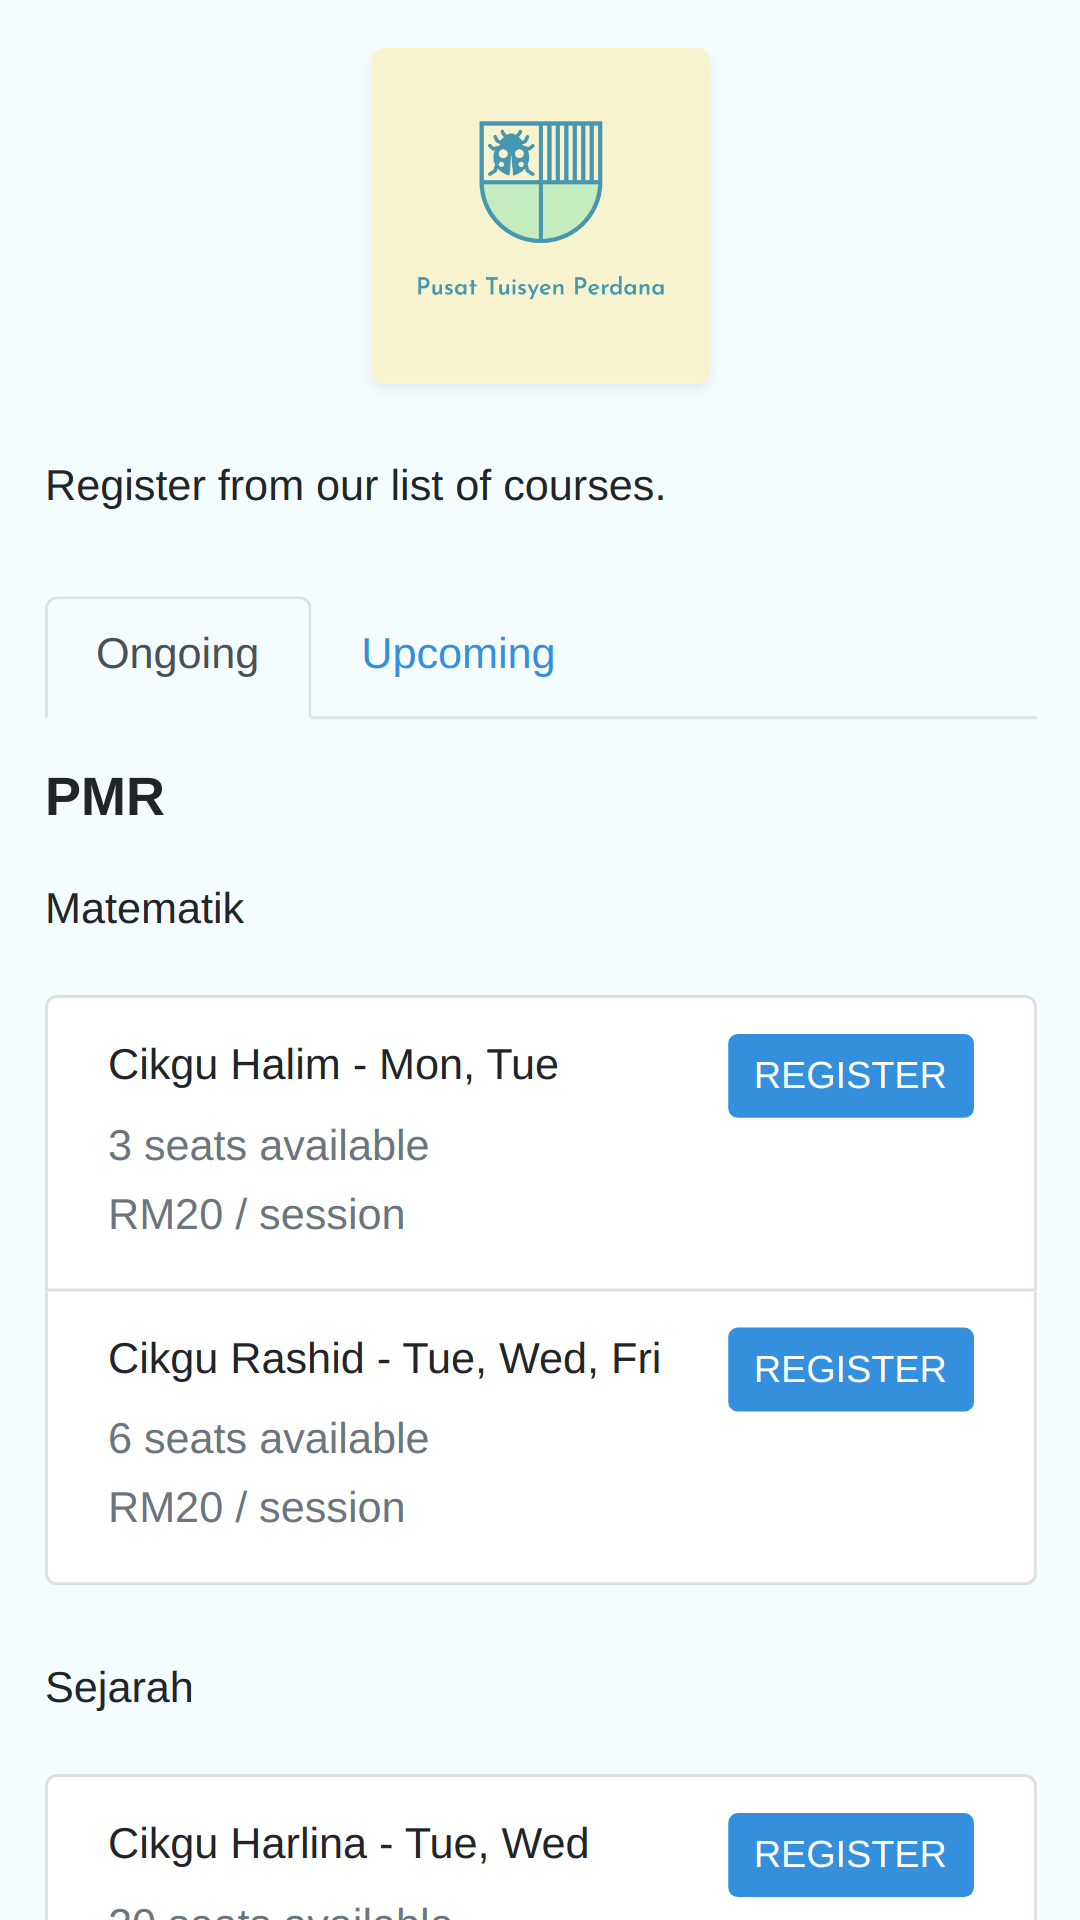 Pusat Tuisyen Perdana
Register from our list of courses.
Ongoing
Upcoming
PMR
Matematik
Cikgu Halim - Mon, Tue
REGISTER
3 seats available
RM20 / session
Cikgu Rashid - Tue, Wed, Fri
REGISTER
6 seats available
RM20 / session
Sejarah
Cikgu Harlina - Tue, Wed
REGISTER
seats available